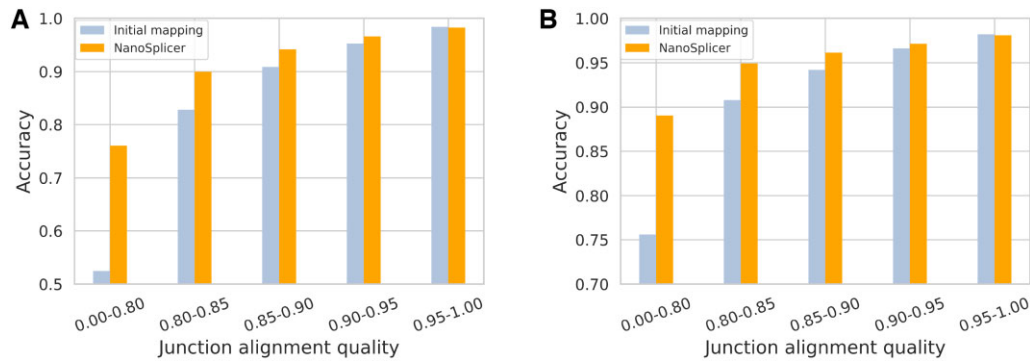 A
Initial mapping
NanoSplicer
Accuracy
1.0
0.9
0.8
0.7
0.6
0.5
0.00-0.80
0.80-0.85
0.85-0.90
0.90-0.95
0.95-1.00
Junction alignment quality
B
Initial mapping
NanoSplicer
Accuracy
1.00
0.95
0.90
0.85
0.80
0.75
0.70
0.00-0.80
0.80-0.85
0.85-0.90
0.90-0.95
0.95-1.00
Junction alignment quality